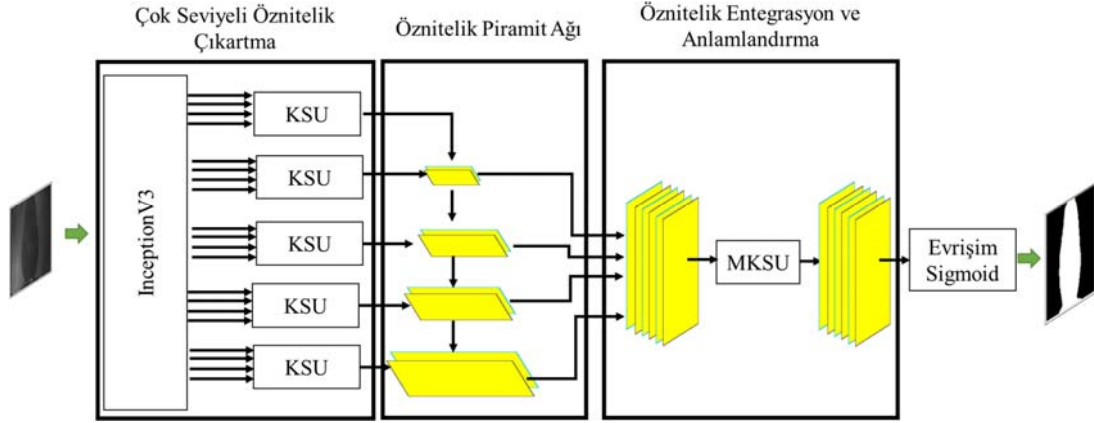 Çok Seviyeli Öznitelik
Çıkartma
Öznitelik Piramit Ağı
Öznitelik Entegrasyon ve
Anlamlandırma
InceptionV3
KSU
KSU
KSU
KSU
KSU
MKSU
Evrişim
Sigmoid